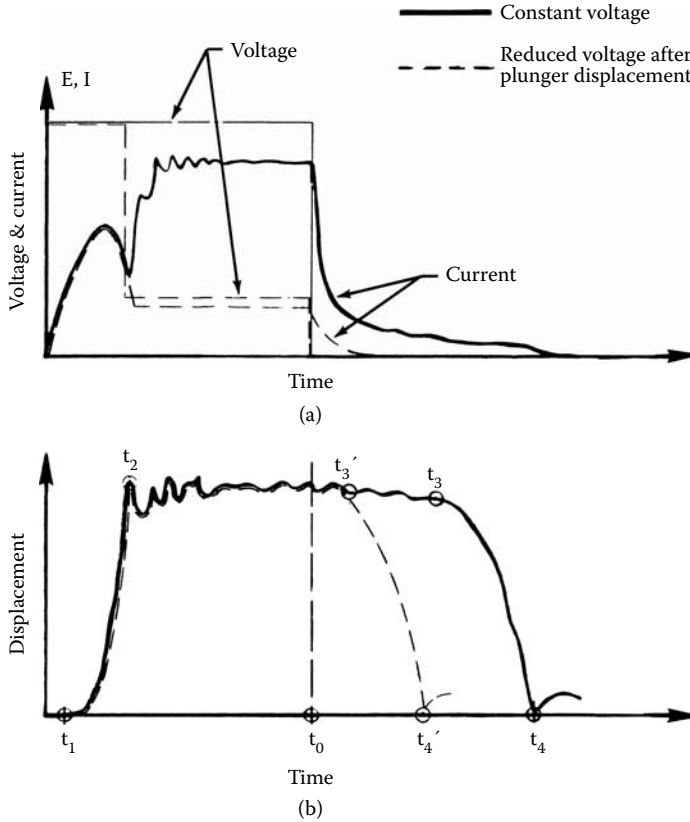 Constant voltage
Reduced voltage after
plunger displacement
Voltage
E, I
Voltage & current
Current
Time
(a)
t2
t3´
t3
Displacement
t1
t0
t4´
t4
Time
(b)